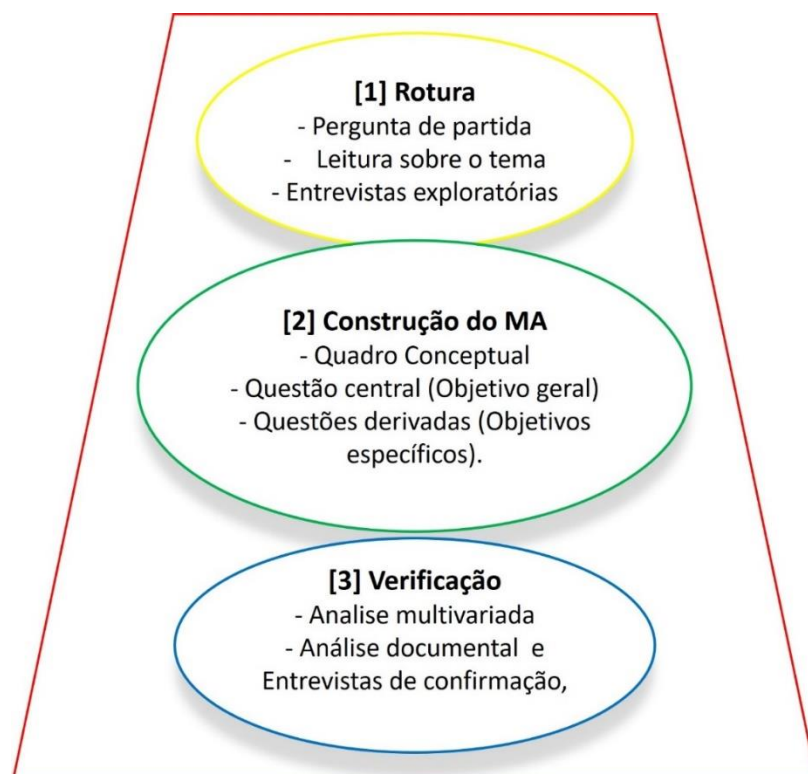 [1] Rotura
- Pergunta de partida
- Leitura sobre o tema
- Entrevistas exploratórias
[2] Construção do MA
- Quadro Conceptual
- Questão central (Objetivo geral)
- Questões derivadas (Objetivos
específicos).
[3] Verificação
- Analise multivariada
- Análise documental e
Entrevistas de confirmação,